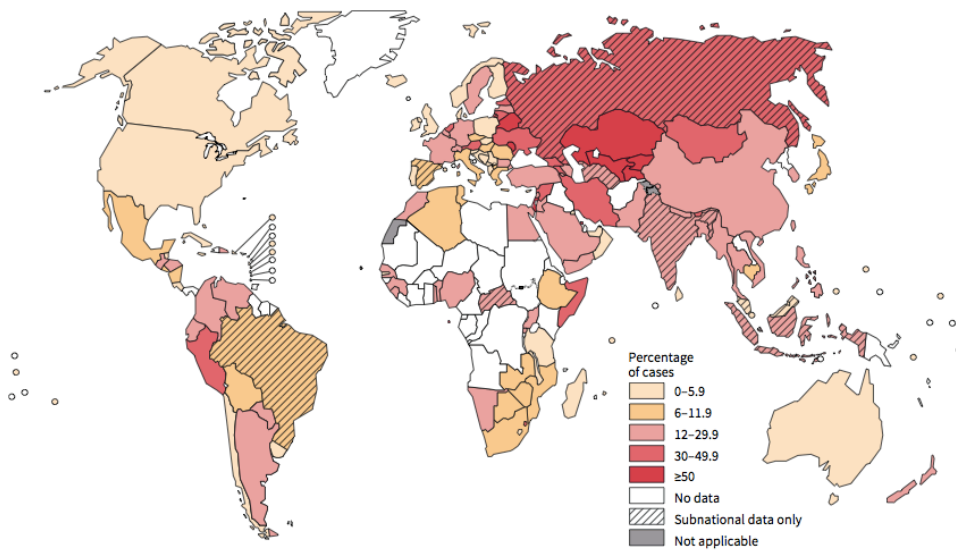 Percentage
of cases
0–5.9
6–11.9
12–29.9
30–49.9
≥50
No data
Subnational data only
Not applicable